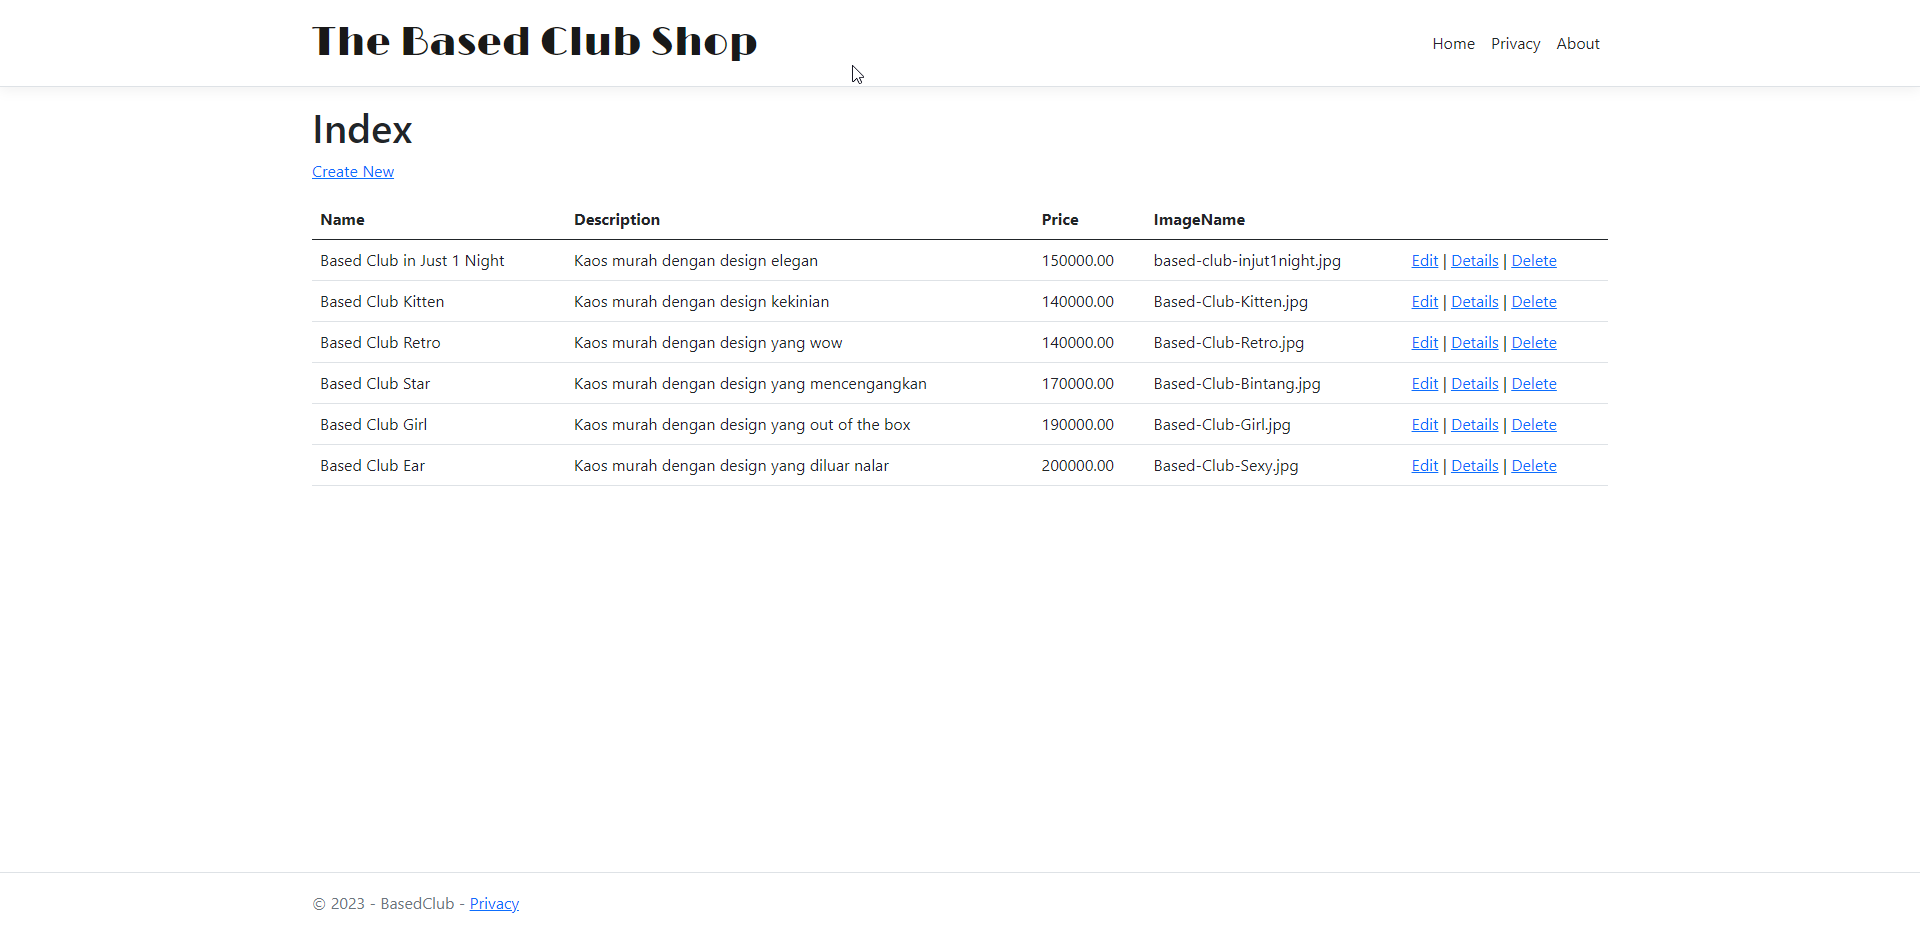 The Based Club Shop
Home Privacy About
Index
Create New
Name Description Price ImageName
Based Club in Just 1 Night Kaos murah dengan design elegan 150000.00 based-club-injut1night.jpg Edit | Details | Delete
Based Club Kitten Kaos murah dengan design kekinian 140000.00 Based-Club-Kitten.jpg Edit | Details | Delete
Based Club Retro Kaos murah dengan design yang wow 140000.00 Based-Club-Retro.jpg Edit | Details | Delete
Based Club Star Kaos murah dengan design yang mencengangkan 170000.00 Based-Club-Bintang.jpg Edit | Details | Delete
Based Club Girl Kaos murah dengan design yang out of the box 190000.00 Based-Club-Girl.jpg Edit | Details | Delete
Based Club Ear Kaos murah dengan design yang diluar nalar 200000.00 Based-Club-Sexy.jpg Edit | Details | Delete
© 2023 - BasedClub - Privacy